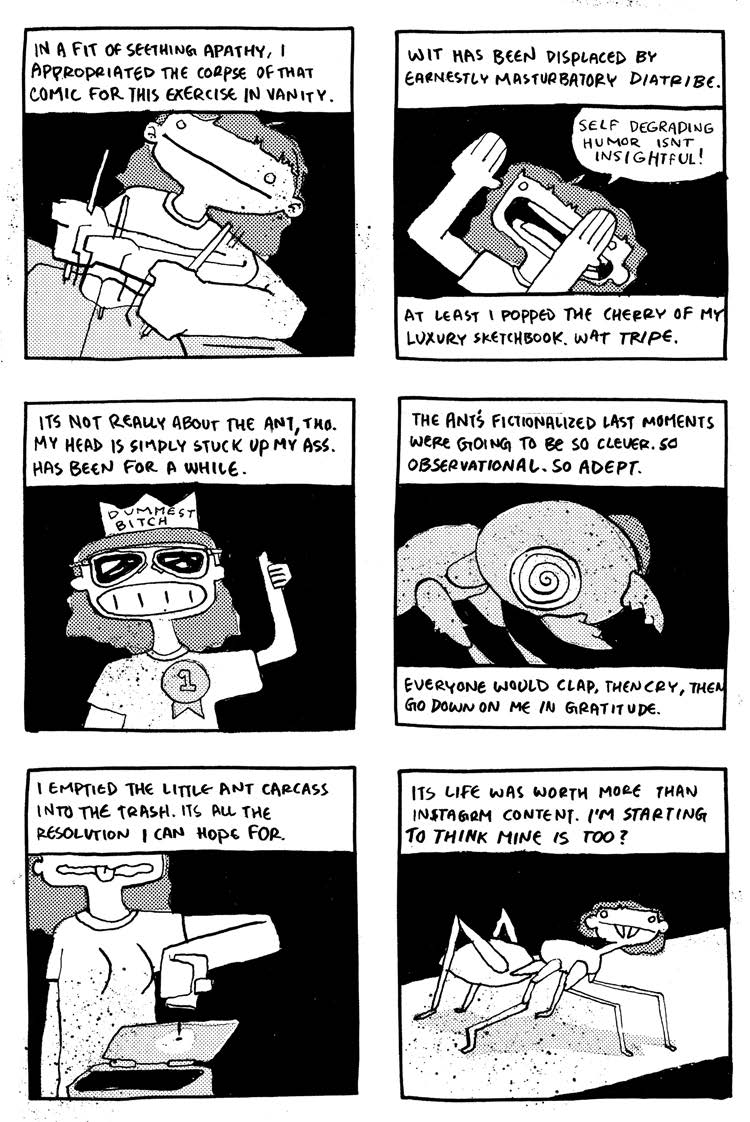 IN A FIT OF SEETHING APATHY, I
APPROPRIATED THE CORPSE OF THAT
COMIC FOR THIS EXERCISE IN VANITY.
WIT HAS BEEN DISPLACED BY
EARNESTLY MASTURBATORY DIATRIBE.
SELF DEGRADING
HUMOR ISNT
INSIGHTFUL!
AT LEAST I POPPED THE CHERRY OF MY
LUXURY SKETCHBOOK. WAT TRIPE.
ITS NOT REALLY ABOUT THE ANT, THO.
MY HEAD IS SIMPLY STUCK UP MY ASS.
HAS BEEN FOR A WHILE.
DUMMEST
BITCH
1
THE ANT'S FICTIONALIZED LAST MOMENTS
WERE GOING TO BE SO CLEVER. SO
OBSERVATIONAL. SO ADEPT.
EVERYONE WOULD CLAP, THEN CRY, THEN
GO DOWN ON ME IN GRATITUDE.
I EMPTIED THE LITTLE ANT CARCASS
INTO THE TRASH. ITS ALL THE
RESOLUTION I CAN HOPE FOR.
ITS LIFE WAS WORTH MORE THAN
INSTAGRM CONTENT. I'M STARTING
TO THINK MINE IS TOO?